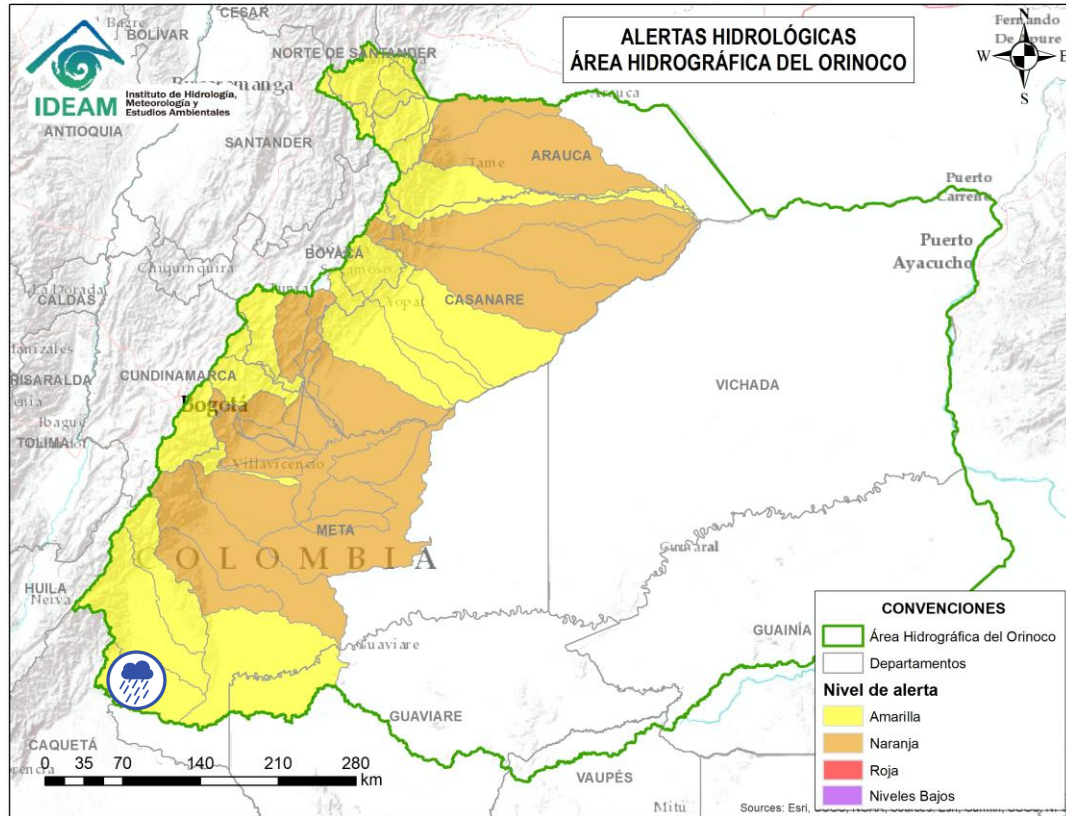 ALERTAS HIDROLÓGICAS
ÁREA HIDROGRÁFICA DEL ORINOCO
N
W
E
S
IDEAM
Instituto de Hidrología,
Meteorología y
Estudios Ambientales
CESAR
BOLÍVAR
NORTE DE SANTANDER
ANTIOQUIA
SANTANDER
Arauca
ARAUCA
Tame
Puerto
Carreño
Puerto
Ayacucho
BOYACÁ
Chiquinquira
La Dorada
CALDAS
Yopal
CASANARE
RISARALDA
CUNDINAMARCA
VICHADA
Bogotá
Ibagué
TOLIMA
Villavicencio
META
COLOMBIA
HUILA
Neiva
GUAINÍA
Guaviare
GUAVIARE
CAQUETÁ
VAUPÉS
Mitú
0 35 70 140 210 280
km
CONVENCIONES
Área Hidrográfica del Orinoco
Departamentos
Nivel de alerta
Amarilla
Naranja
Roja
Niveles Bajos
Sources: Esri,